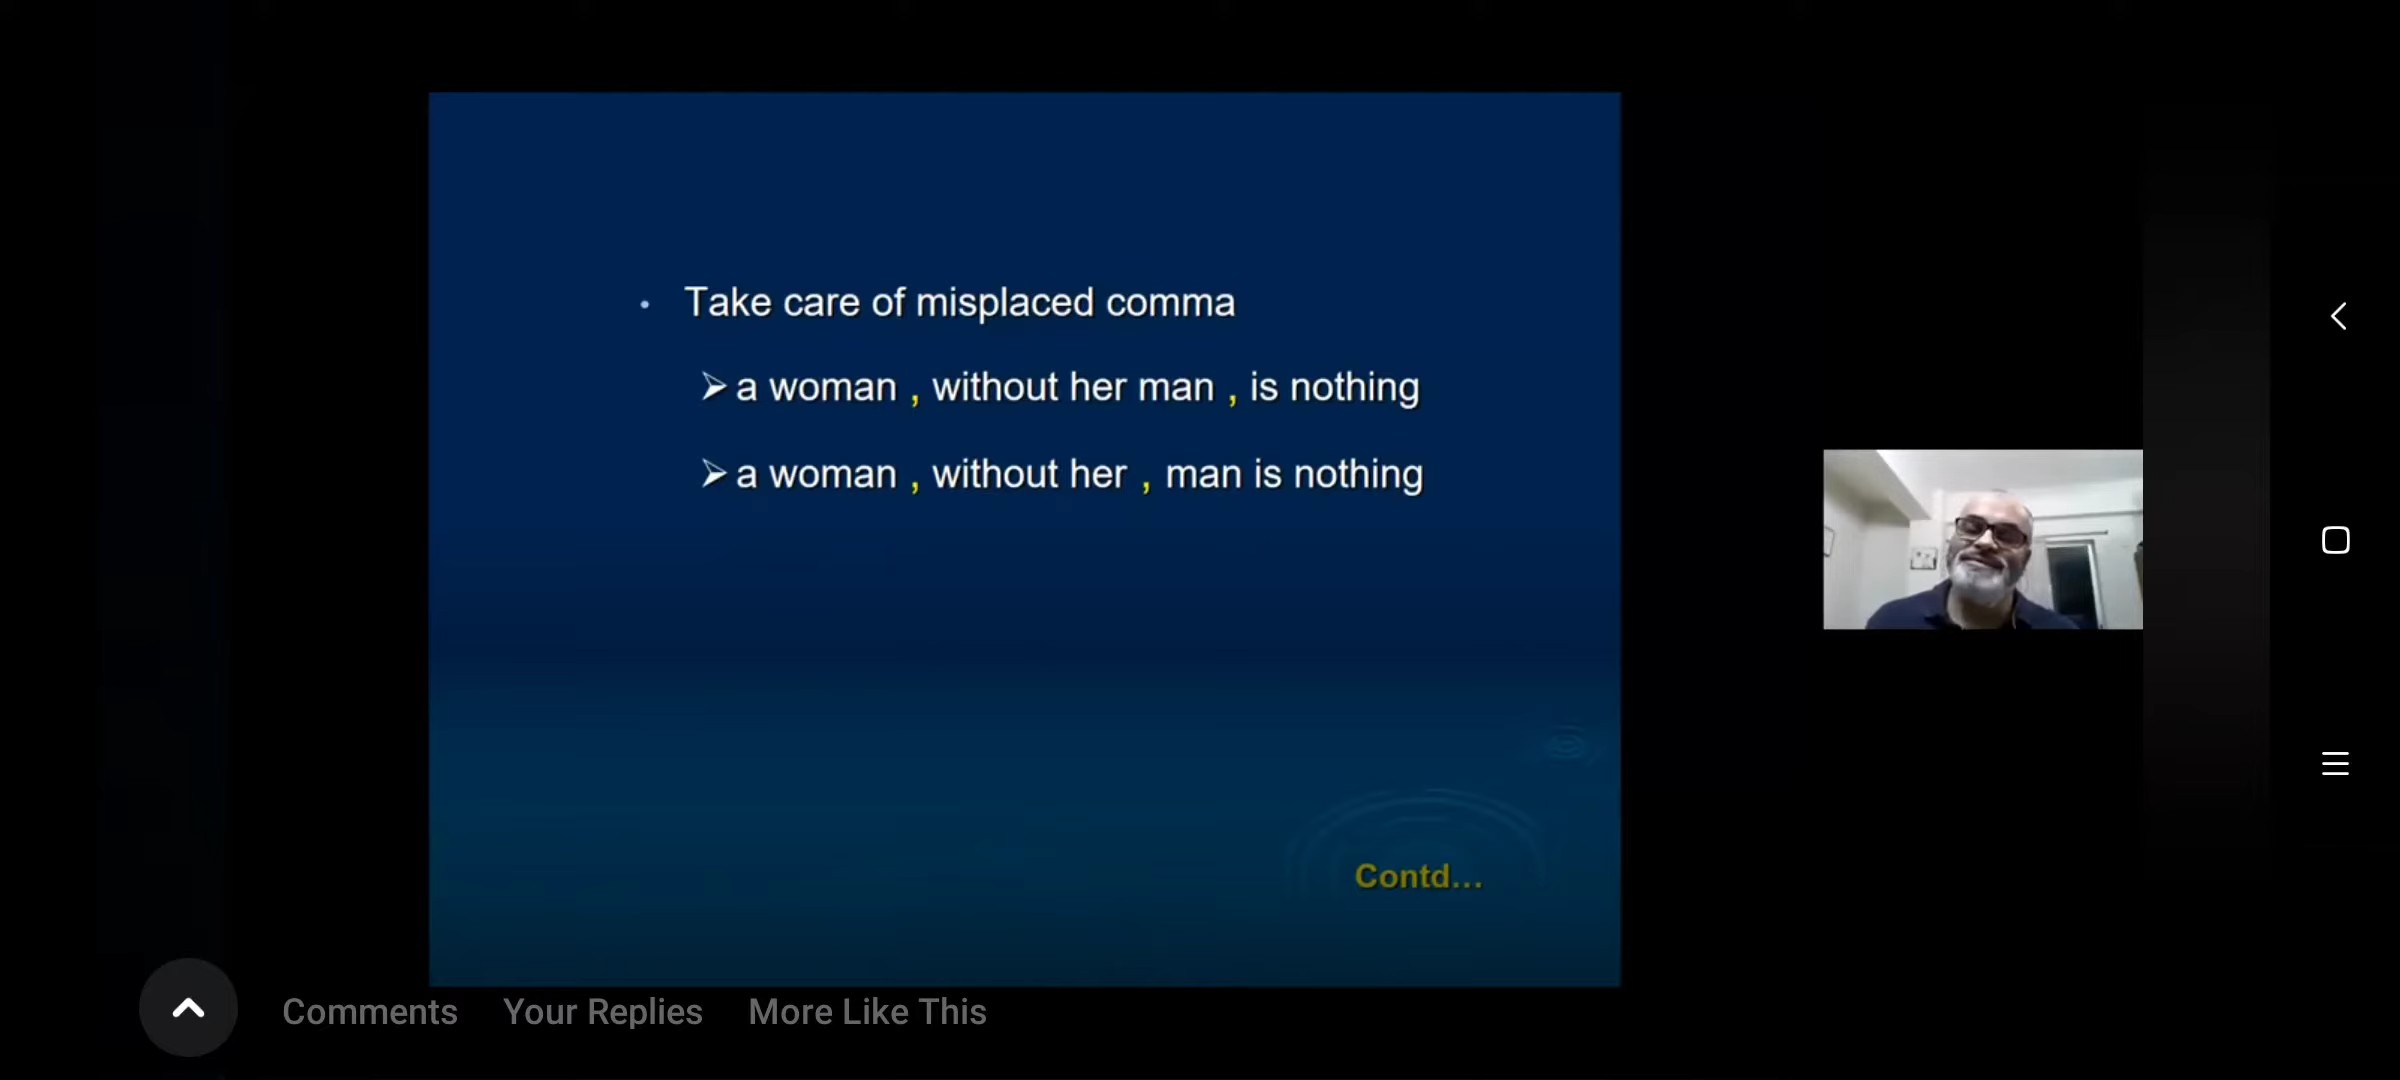 • Take care of misplaced comma
➢ a woman , without her man , is nothing
➢ a woman , without her , man is nothing
Contd...
Comments Your Replies More Like This